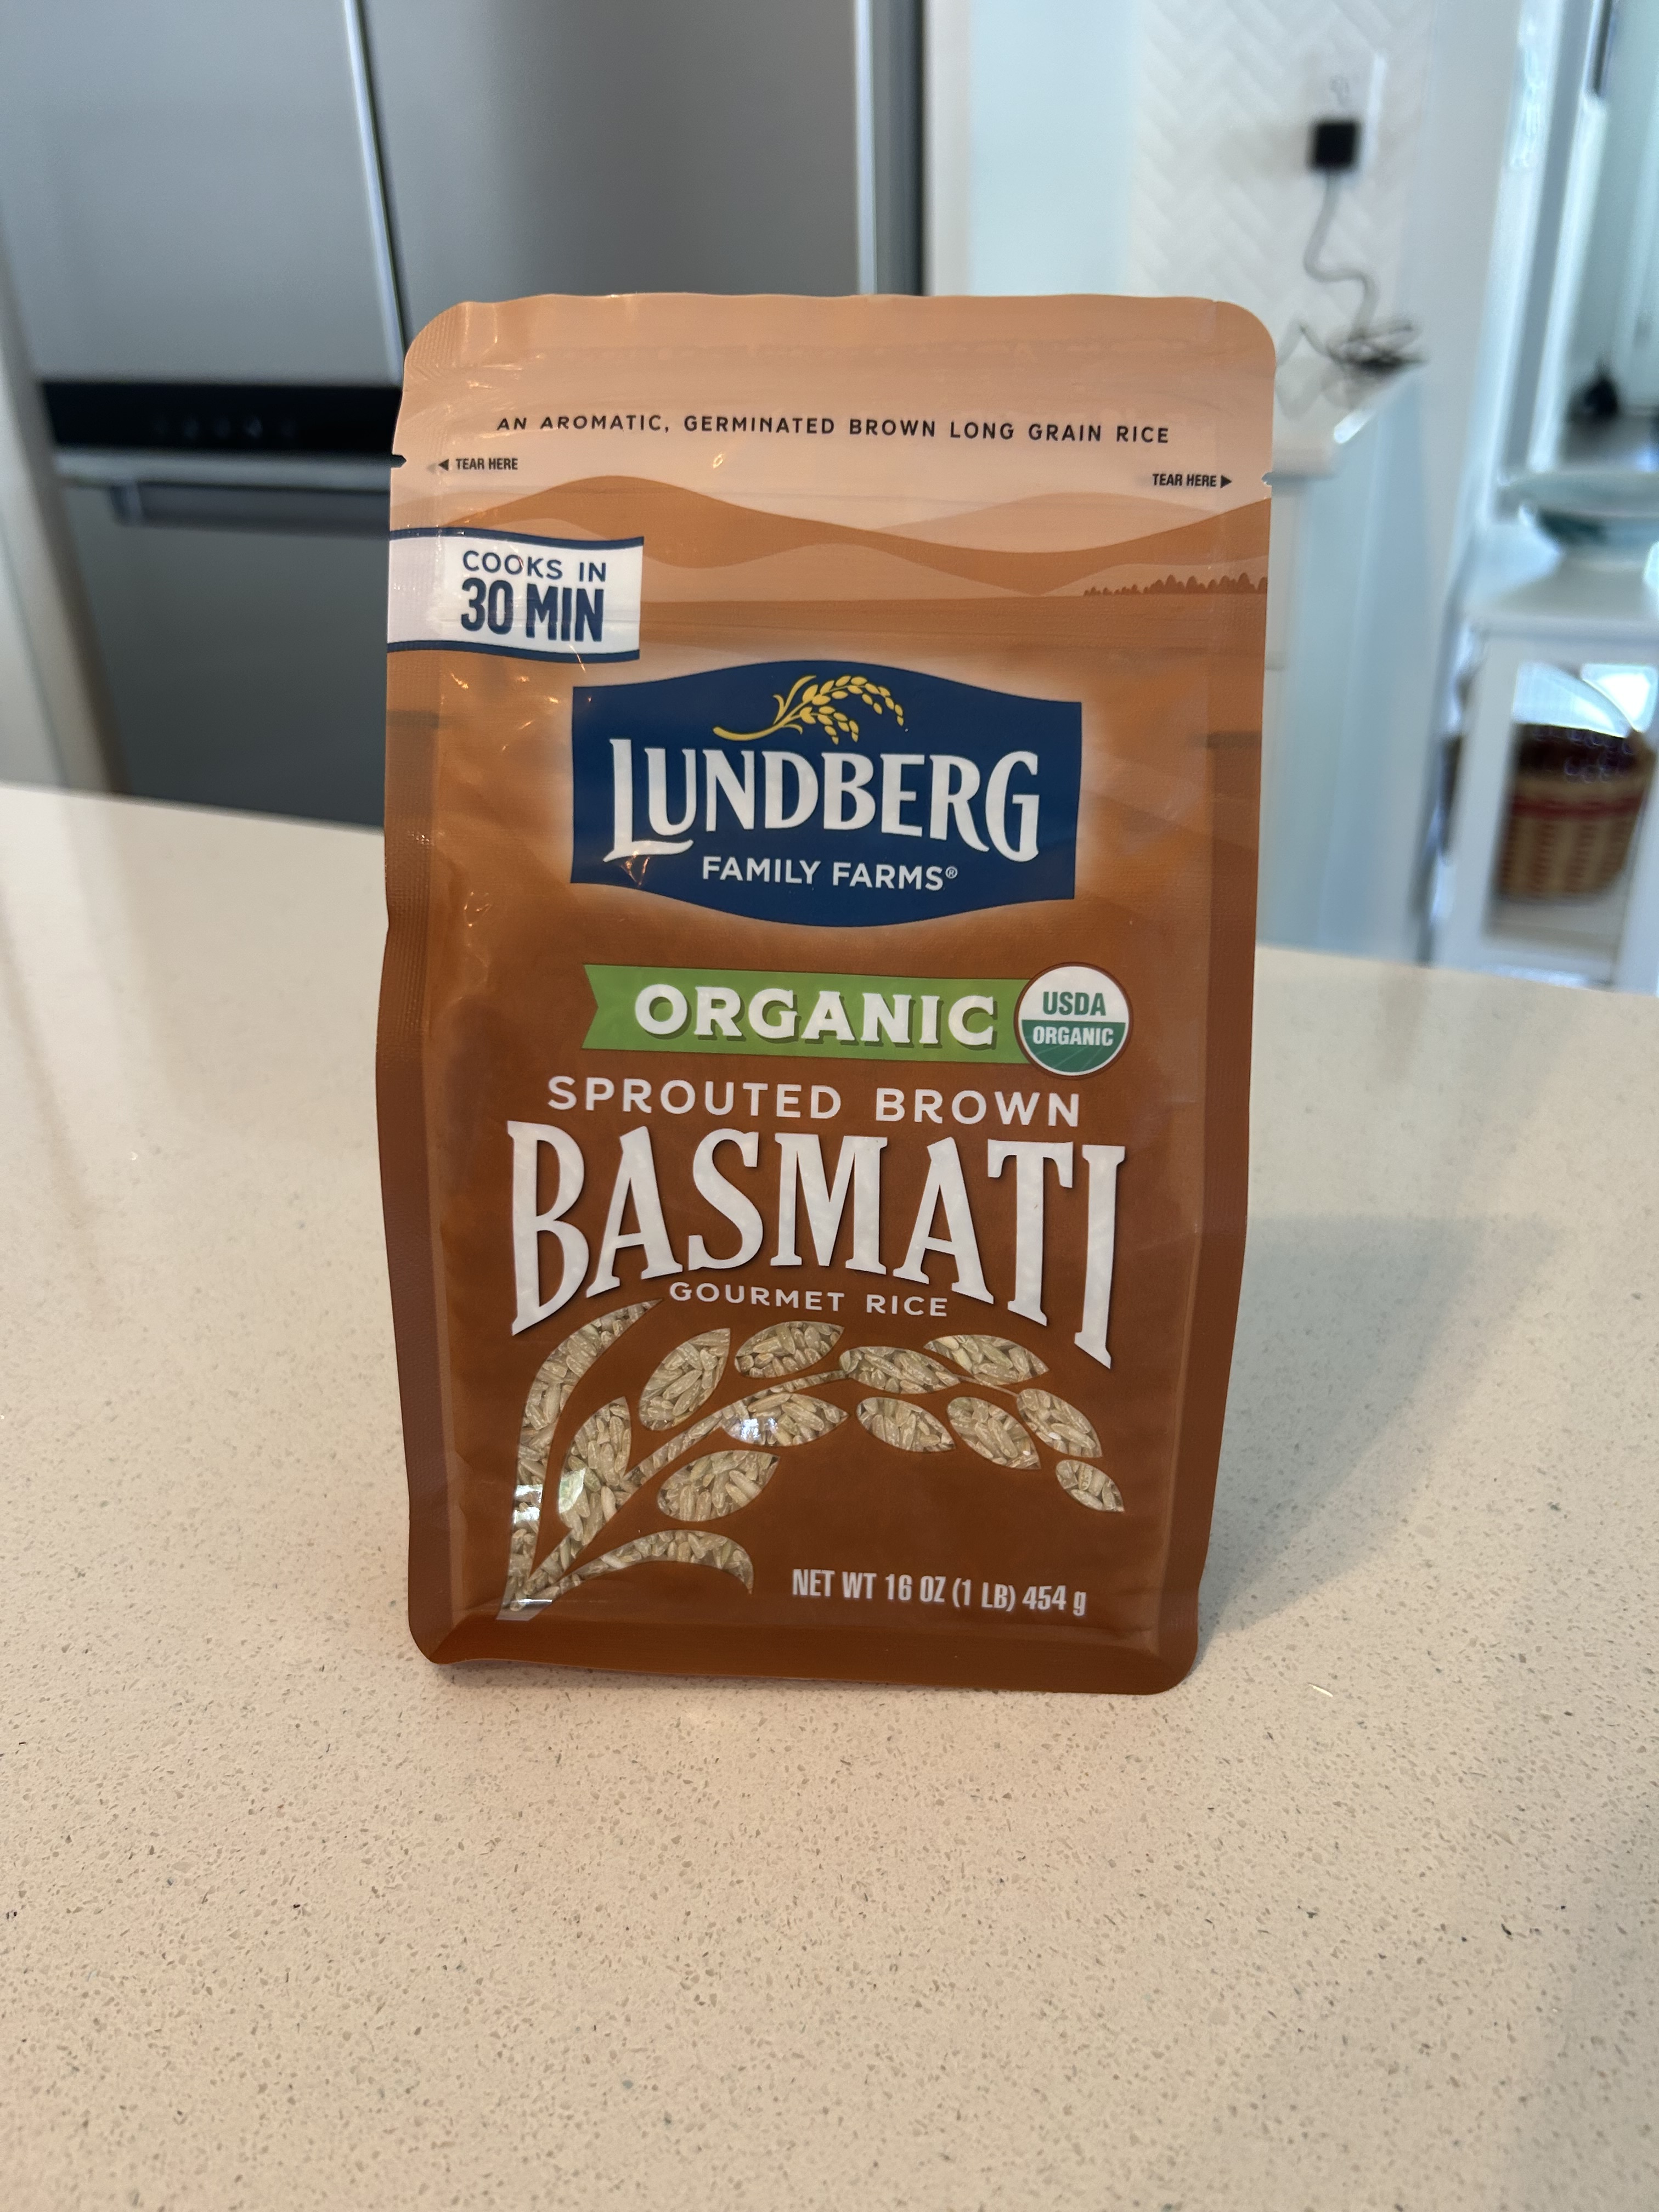 AN AROMATIC, GERMINATED BROWN LONG GRAIN RICE
◀ TEAR HERE
TEAR HERE ▶
COOKS IN
30 MIN
LUNDBERG
FAMILY FARMS®
ORGANIC
USDA
ORGANIC
SPROUTED BROWN
BASMATI
GOURMET RICE
NET WT 16 OZ (1 LB) 454 g